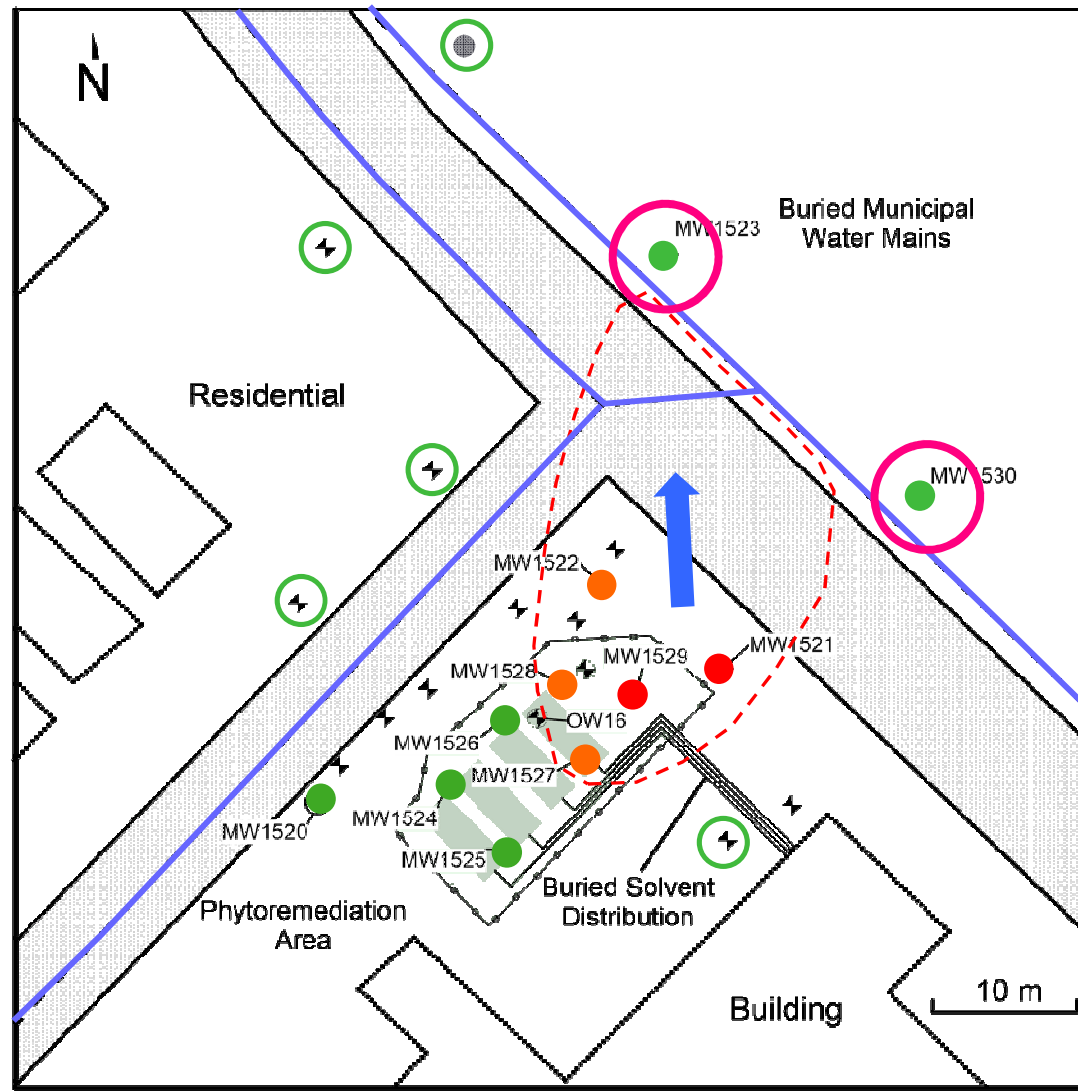 N
MW1523
Buried Municipal
Water Mains
Residential
MW1530
MW1522
MW1521
MW1529
MW1528
OW16
MW1526
MW1527
MW1524
MW1520
MW1525
Buried Solvent
Distribution
Phytoremediation
Area
10 m
Building